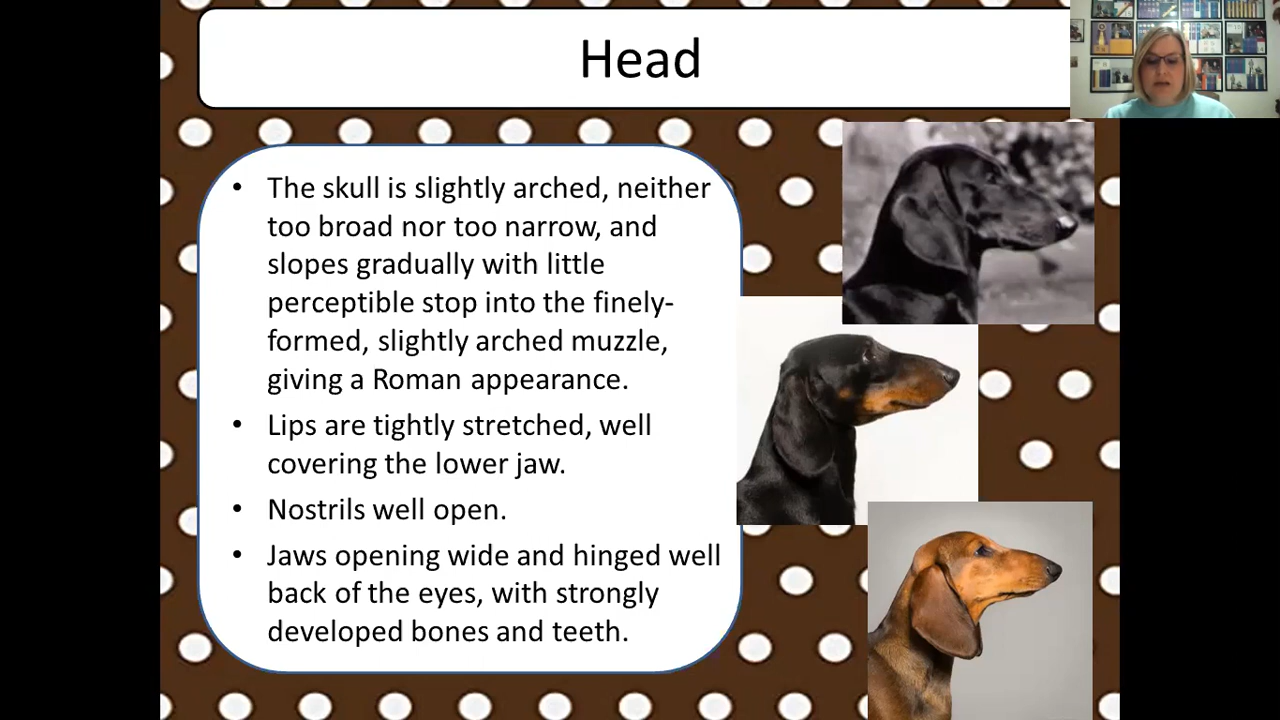 Head
• The skull is slightly arched, neither
too broad nor too narrow, and
slopes gradually with little
perceptible stop into the finely-
formed, slightly arched muzzle,
giving a Roman appearance.
• Lips are tightly stretched, well
covering the lower jaw.
• Nostrils well open.
• Jaws opening wide and hinged well
back of the eyes, with strongly
developed bones and teeth.